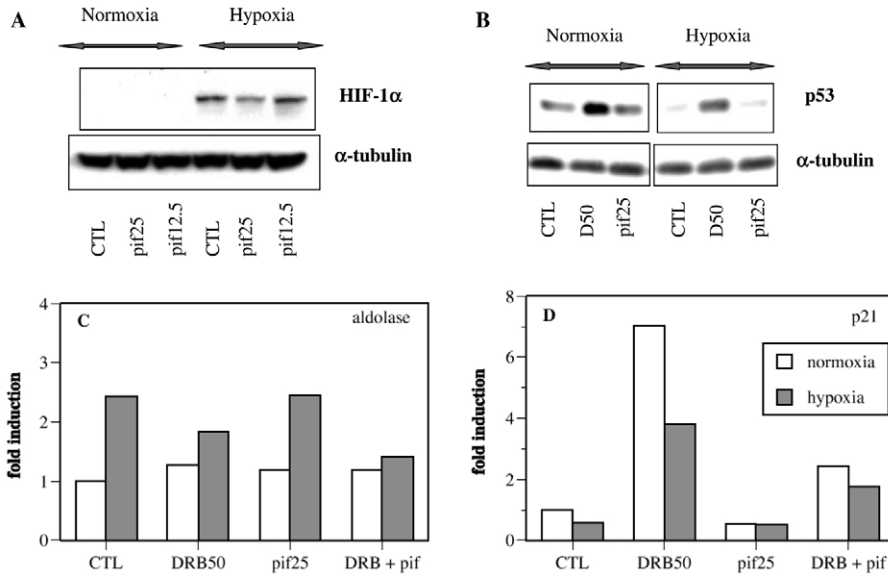 A
Normoxia
Hypoxia
HIF-1α
α-tubulin
CTL
pif25
pif12.5
CTL
pif25
pif12.5
B
Normoxia
Hypoxia
p53
α-tubulin
CTL
D50
pif25
CTL
D50
pif25
C
aldolase
fold induction
4
3
2
1
0
CTL
DRB50
pif25
DRB + pif
D
p21
normoxia
hypoxia
fold induction
8
6
4
2
0
CTL
DRB50
pif25
DRB + pif